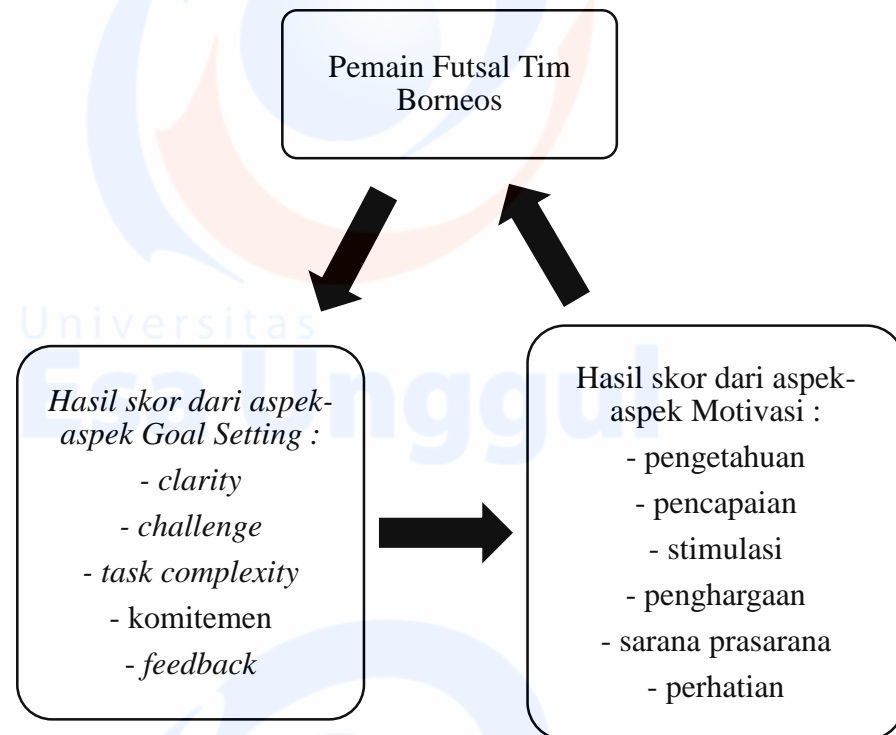 Pemain Futsal Tim
Borneos
Universitas
Esa Unggul
Hasil skor dari aspek-
aspek Goal Setting :
- clarity
- challenge
- task complexity
- komitemen
- feedback
Hasil skor dari aspek-
aspek Motivasi :
- pengetahuan
- pencapaian
- stimulasi
- penghargaan
- sarana prasarana
- perhatian